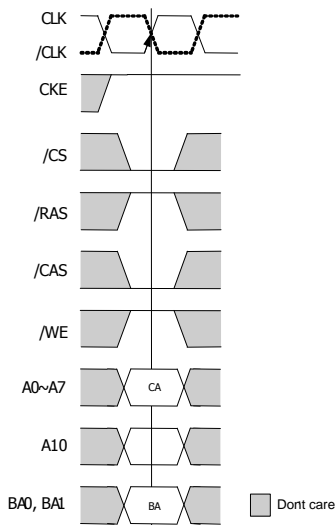 CLK
/CLK
CKE
/CS
/RAS
/CAS
/WE
A0~A7
CA
A10
BA0, BA1
BA
Dont care